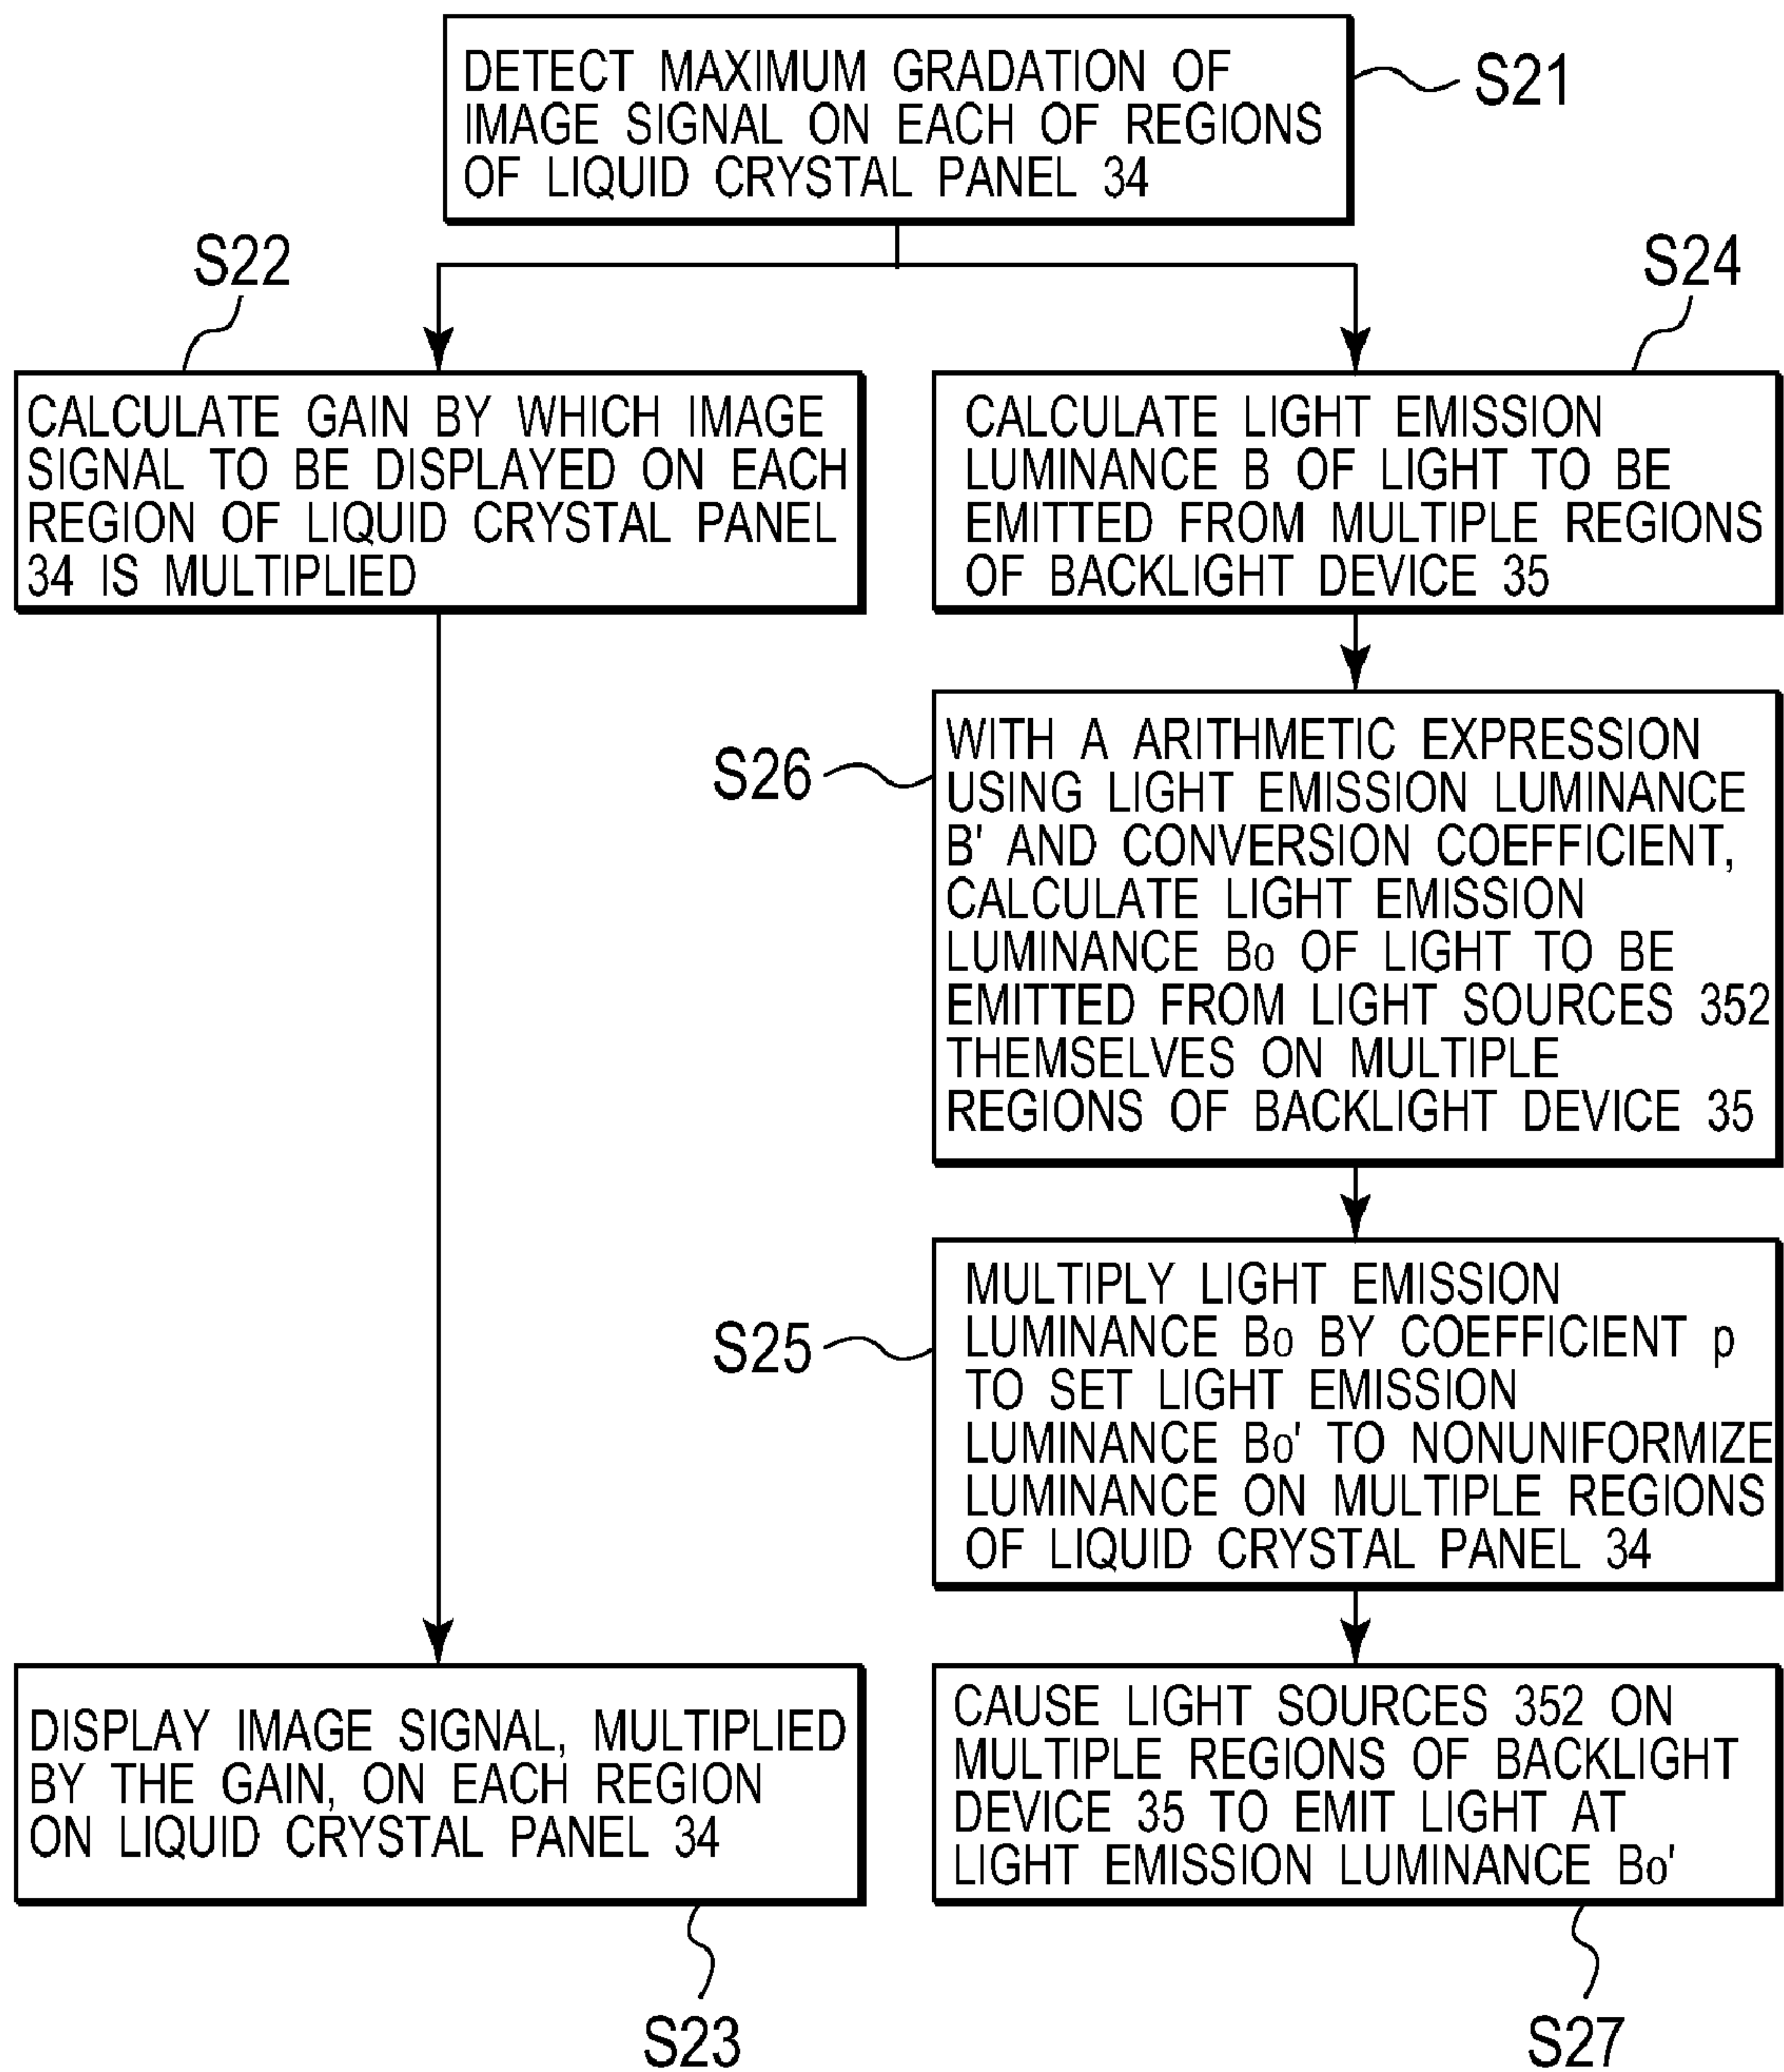 DETECT MAXIMUM GRADATION OF
IMAGE SIGNAL ON EACH OF REGIONS
OF LIQUID CRYSTAL PANEL 34
S21
S22
CALCULATE GAIN BY WHICH IMAGE
SIGNAL TO BE DISPLAYED ON EACH
REGION OF LIQUID CRYSTAL PANEL
34 IS MULTIPLIED
S24
CALCULATE LIGHT EMISSION
LUMINANCE B OF LIGHT TO BE
EMITTED FROM MULTIPLE REGIONS
OF BACKLIGHT DEVICE 35
S26
WITH A ARITHMETIC EXPRESSION
USING LIGHT EMISSION LUMINANCE
B' AND CONVERSION COEFFICIENT,
CALCULATE LIGHT EMISSION
LUMINANCE Bo OF LIGHT TO BE
EMITTED FROM LIGHT SOURCES 352
THEMSELVES ON MULTIPLE
REGIONS OF BACKLIGHT DEVICE 35
S25
MULTIPLY LIGHT EMISSION
LUMINANCE Bo BY COEFFICIENT p
TO SET LIGHT EMISSION
LUMINANCE Bo' TO NONUNIFORMIZE
LUMINANCE ON MULTIPLE REGIONS
OF LIQUID CRYSTAL PANEL 34
DISPLAY IMAGE SIGNAL, MULTIPLIED
BY THE GAIN, ON EACH REGION
ON LIQUID CRYSTAL PANEL 34
S23
CAUSE LIGHT SOURCES 352 ON
MULTIPLE REGIONS OF BACKLIGHT
DEVICE 35 TO EMIT LIGHT AT
LIGHT EMISSION LUMINANCE Bo'
S27